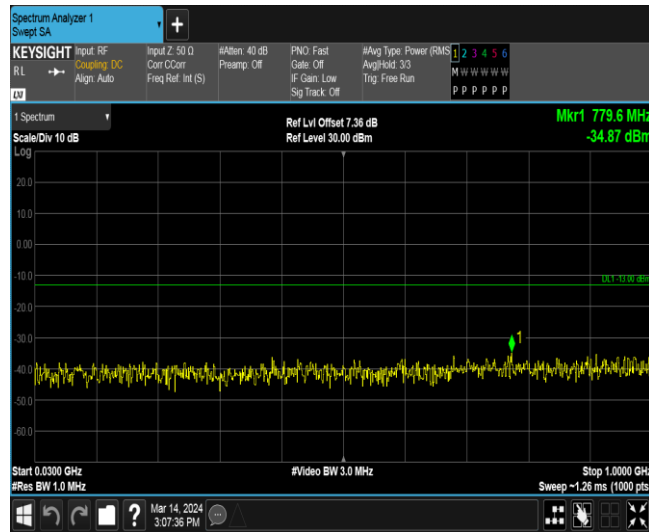 Spectrum Analyzer 1
Swept SA
+
KEYSIGHT
RL
LXI
Input: RF
Coupling: DC
Align: Auto
Input Z: 50 Ω
Corr CCorr
Freq Ref: Int (S)
#Atten: 40 dB
Preamp: Off
PNO: Fast
Gate: Off
IF Gain: Low
Sig Track: Off
#Avg Type: Power (RMS
Avg|Hold: 3/3
Trig: Free Run
1 2 3 4 5 6
M W W W W W
P P P P P P
1 Spectrum
Scale/Div 10 dB
Log
Ref Lvl Offset 7.36 dB
Ref Level 30.00 dBm
Mkr1 779.6 MHz
-34.87 dBm
20.0
10.0
0.00
-10.0
DL1 -13.00 dBm
-20.0
-30.0
1
-40.0
-50.0
-60.0
Start 0.0300 GHz
#Video BW 3.0 MHz
Stop 1.0000 GHz
#Res BW 1.0 MHz
Sweep ~1.26 ms (1000 pts
?
Mar 14, 2024
3:07:36 PM